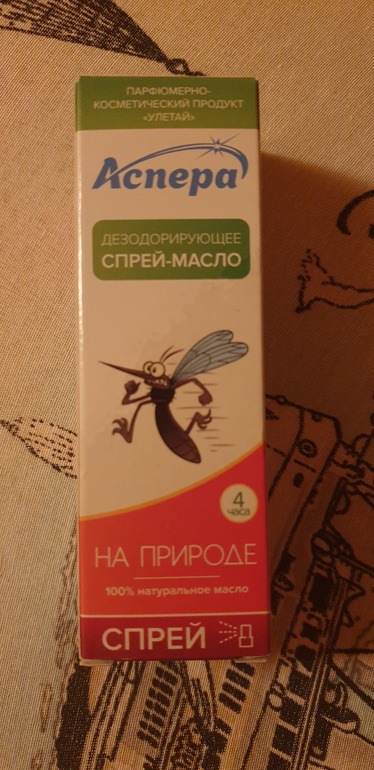 ПАРФЮМЕРНО-
КОСМЕТИЧЕСКИЙ ПРОДУКТ
«УЛЕТАЙ»
Аспера
ДЕЗОДОРИРУЮЩЕЕ
СПРЕЙ-МАСЛО
4
часа
НА ПРИРОДЕ
100% натуральное масло
СПРЕЙ